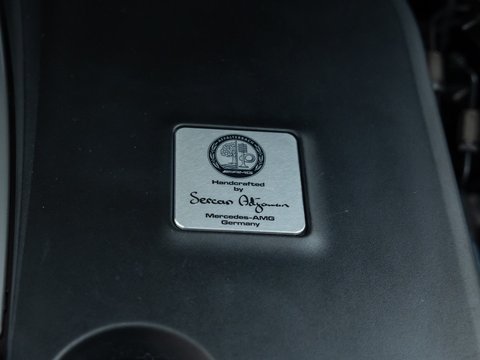 Handcrafted
by
Sercan
Mercedes-AMG
Germany